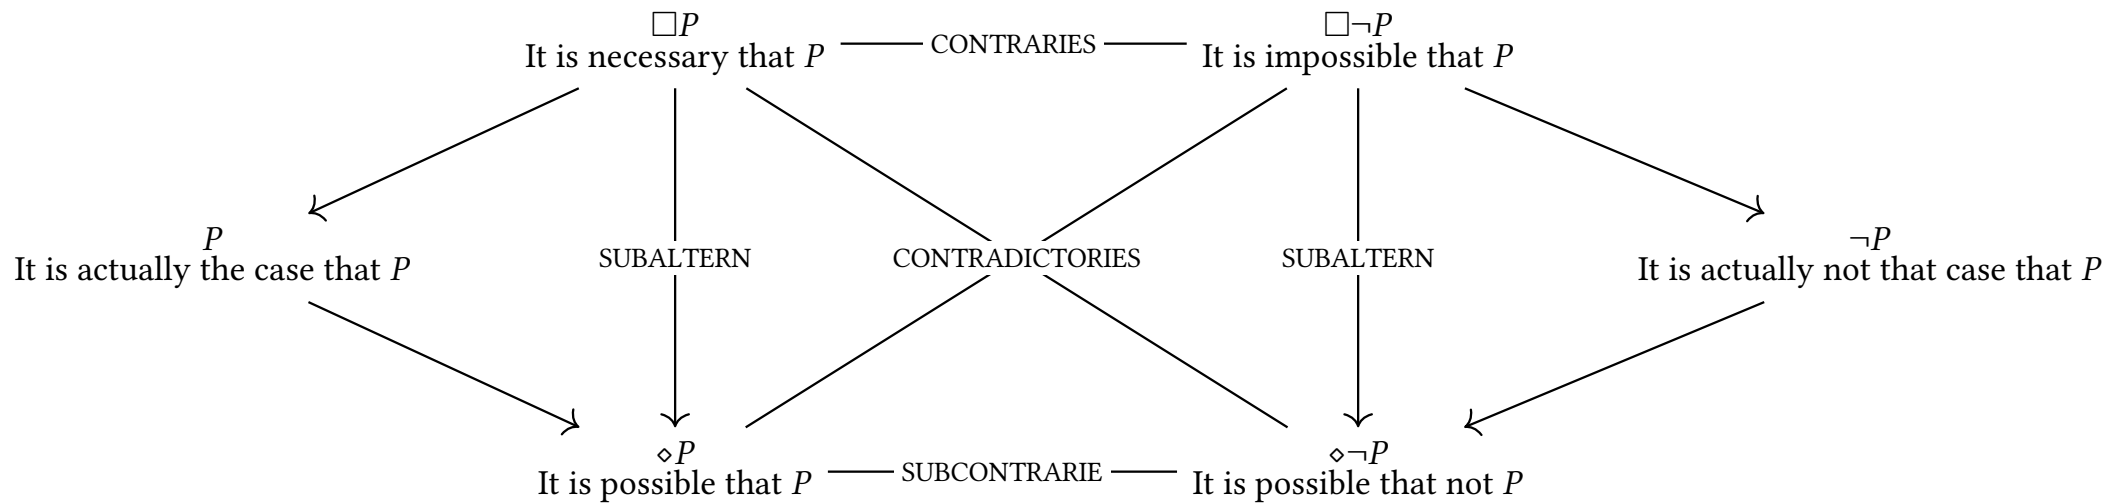 □P
It is necessary that P
CONTRARIES
□¬P
It is impossible that P
P
It is actually the case that P
SUBALTERN
CONTRADICTORIES
SUBALTERN
¬P
It is actually not that case that P
⋄P
It is possible that P
SUBCONTRARIE
⋄¬P
It is possible that not P